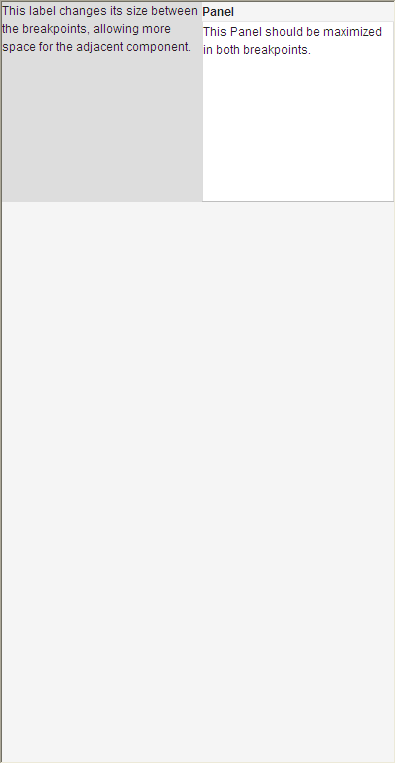 This label changes its size between
the breakpoints, allowing more
space for the adjacent component.
Panel
This Panel should be maximized
in both breakpoints.